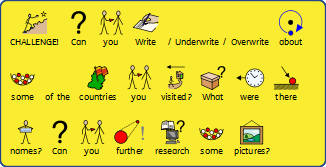 CHALLENGE! Can you Write / Underwrite / Overwrite about
some of the countries you visited? What were there
names? Can you further research some pictures?